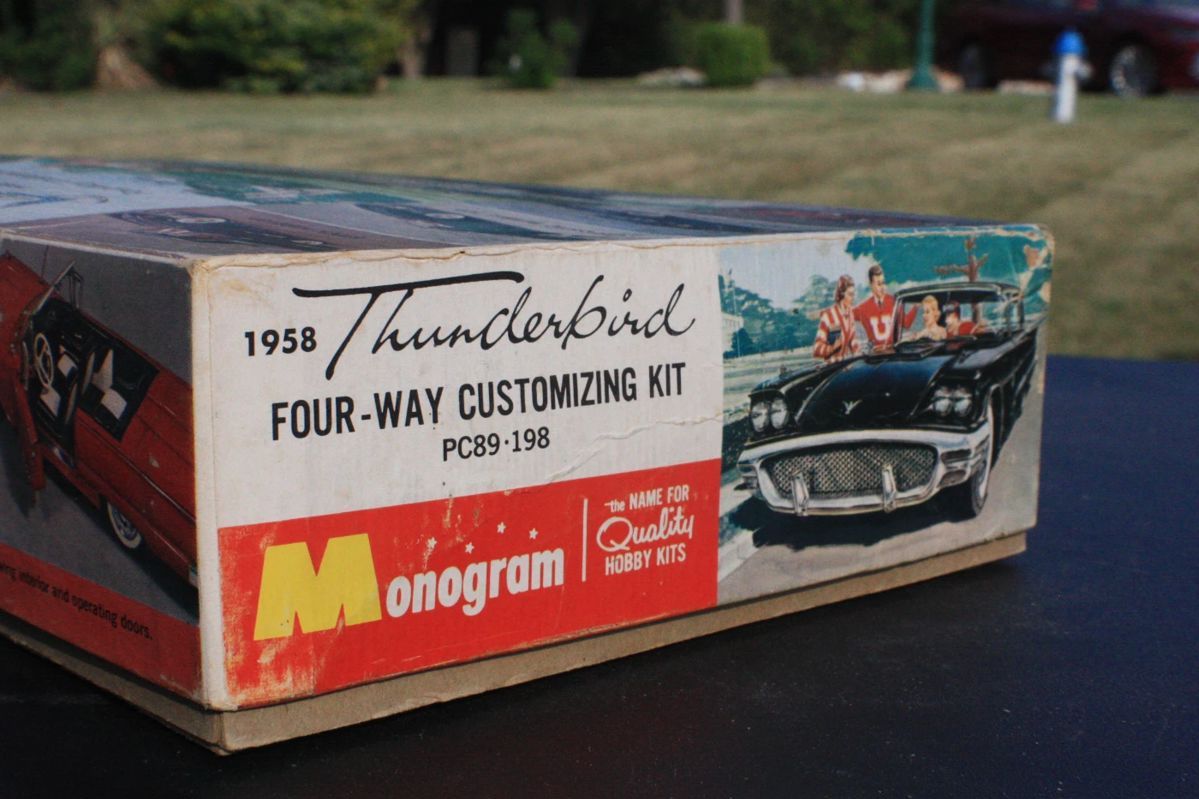 1958 Thunderbird
FOUR-WAY CUSTOMIZING KIT
PC89·198
Monogram
the NAME FOR
Quality
HOBBY KITS
U
interior and operating doors.